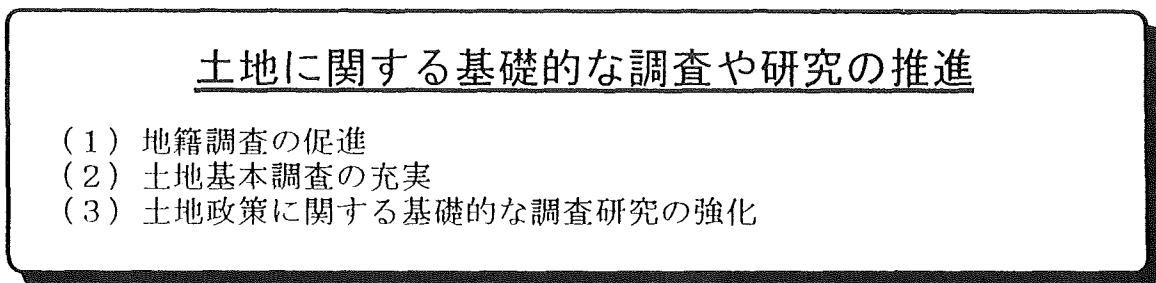 土地に関する基礎的な調査や研究の推進
（１）地籍調査の促進
（２）土地基本調査の充実
（３）土地政策に関する基礎的な調査研究の強化